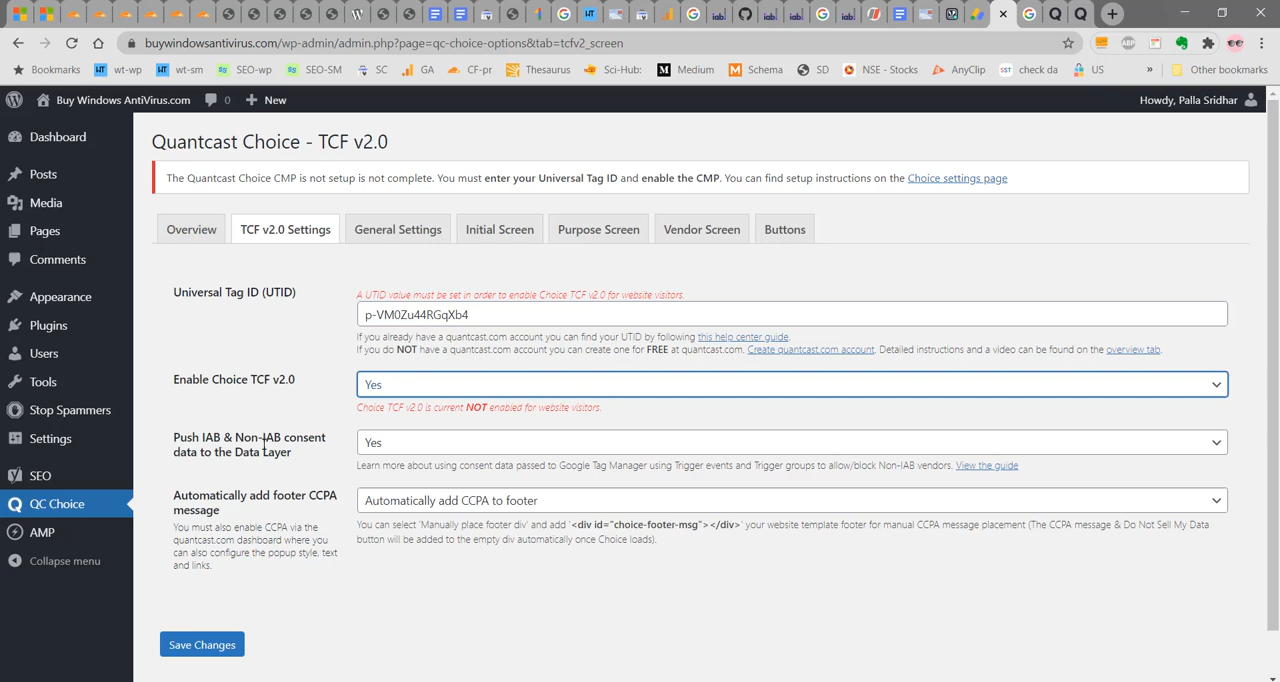 buywindowsantivirus.com/wp-admin/admin.php?page=qc-choiceoptions&tab=tcfv2_screen
Bookmarks wt-wp wt-sm SEO-wp SEO-SM SC GA CF-pr Thesaurus Sci-Hub: Medium Schema SD NSE - Stocks AnyClip check da US » Other bookmarks
Buy Windows AntiVirus.com 0 New Howdy, Palla Sridhar
Dashboard
Posts
Media
Pages
Comments
Appearance
Plugins
Users
Tools
Stop Spammers
Settings
SEO
QC Choice
AMP
Collapse menu
Quantcast Choice - TCF v2.0
The Quantcast Choice CMP is not setup is not complete. You must enter your Universal Tag ID and enable the CMP. You can find setup instructions on the Choice settings page
Overview TCF v2.0 Settings General Settings Initial Screen Purpose Screen Vendor Screen Buttons
Universal Tag ID (UTID)
A UTID value must be set in order to enable Choice TCF v2.0 for website visitors.
p-VM0Zu44RGqXb4
If you already have a quantcast.com account you can find your UTID by following this help center guide.
If you do NOT have a quantcast.com account you can create one for FREE at quantcast.com. Create quantcast.com account. Detailed instructions and a video can be found on the overview tab.
Enable Choice TCF v2.0
Yes
Choice TCF v2.0 is current NOT enabled for website visitors.
Push IAB & Non-IAB consent
data to the Data Layer
Yes
Learn more about using consent data passed to Google Tag Manager using Trigger events and Trigger groups to allow/block Non-IAB vendors. View the guide
Automatically add footer CCPA
message
You must also enable CCPA via the
quantcast.com dashboard where you
can also configure the popup style, text
and links.
Automatically add CCPA to footer
You can select 'Manually place footer div' and add `<div id="choice-footer-msg"></div>` your website template footer for manual CCPA message placement (The CCPA message & Do Not Sell My Data
button will be added to the empty div automatically once Choice loads).
Save Changes